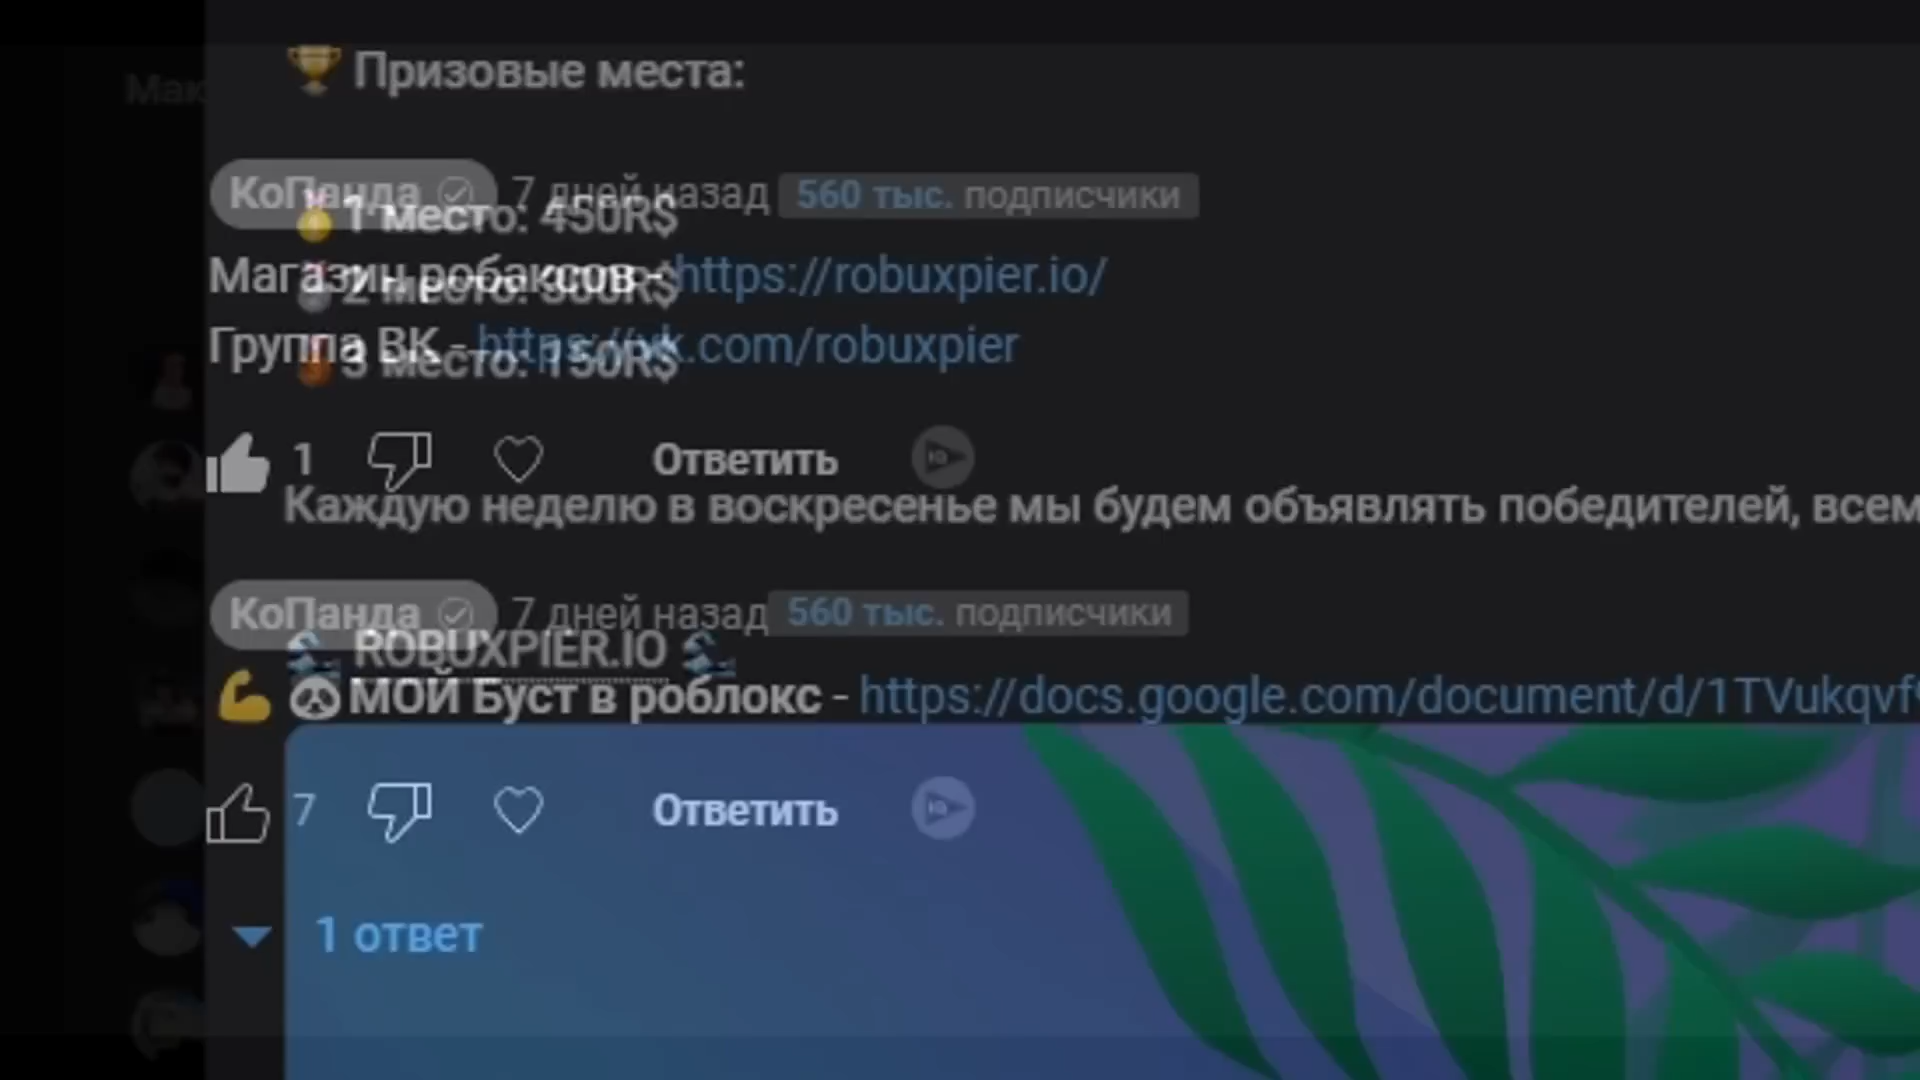 🏆 Призовые места:
Мак
КоПанда 7 дней назад 560 тыс. подписчики
1 место: 450R$
Магазин робаксов - https://robuxpier.io/
2 место: 300R$
Группа ВК - https://vk.com/robuxpier
3 место: 150R$
1 Ответить
Каждую неделю в воскресенье мы будем объявлять победителей, всем
КоПанда 7 дней назад 560 тыс. подписчики
🌊 ROBUXPIER.IO 🌊
💪🐼МОЙ Буст в роблокс - https://docs.google.com/document/d/1TVukqvf
7 Ответить
1 ответ